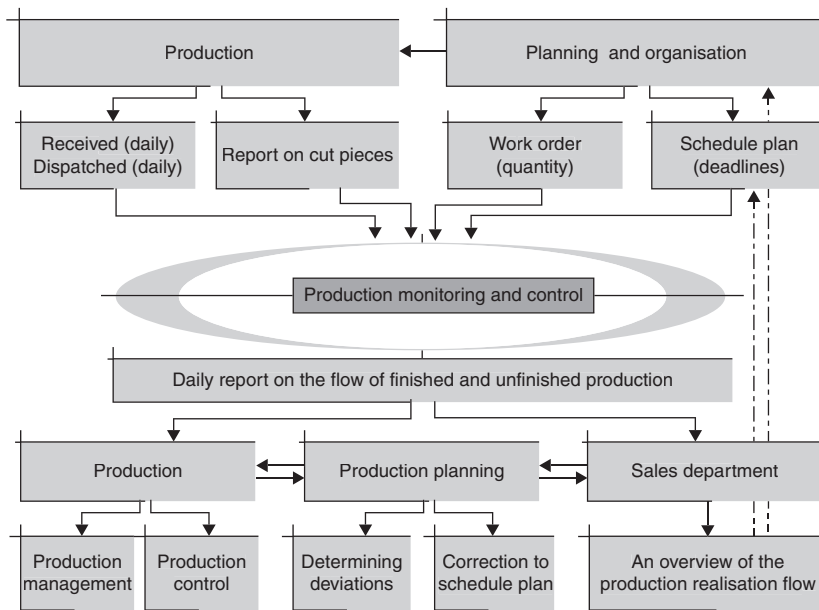 Production
Planning and organisation
Received (daily)
Dispatched (daily)
Report on cut pieces
Work order
(quantity)
Schedule plan
(deadlines)
Production monitoring and control
Daily report on the flow of finished and unfinished production
Production
Production planning
Sales department
Production
management
Production
control
Determining
deviations
Correction to
schedule plan
An overview of the
production realisation flow